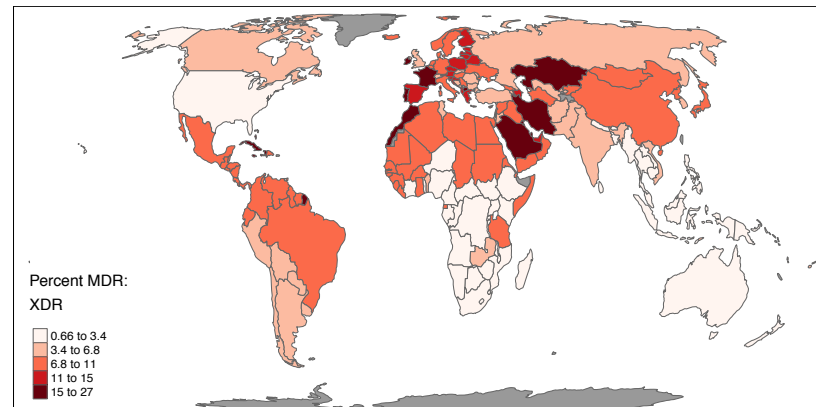 Percent MDR:
XDR
0.66 to 3.4
3.4 to 6.8
6.8 to 11
11 to 15
15 to 27